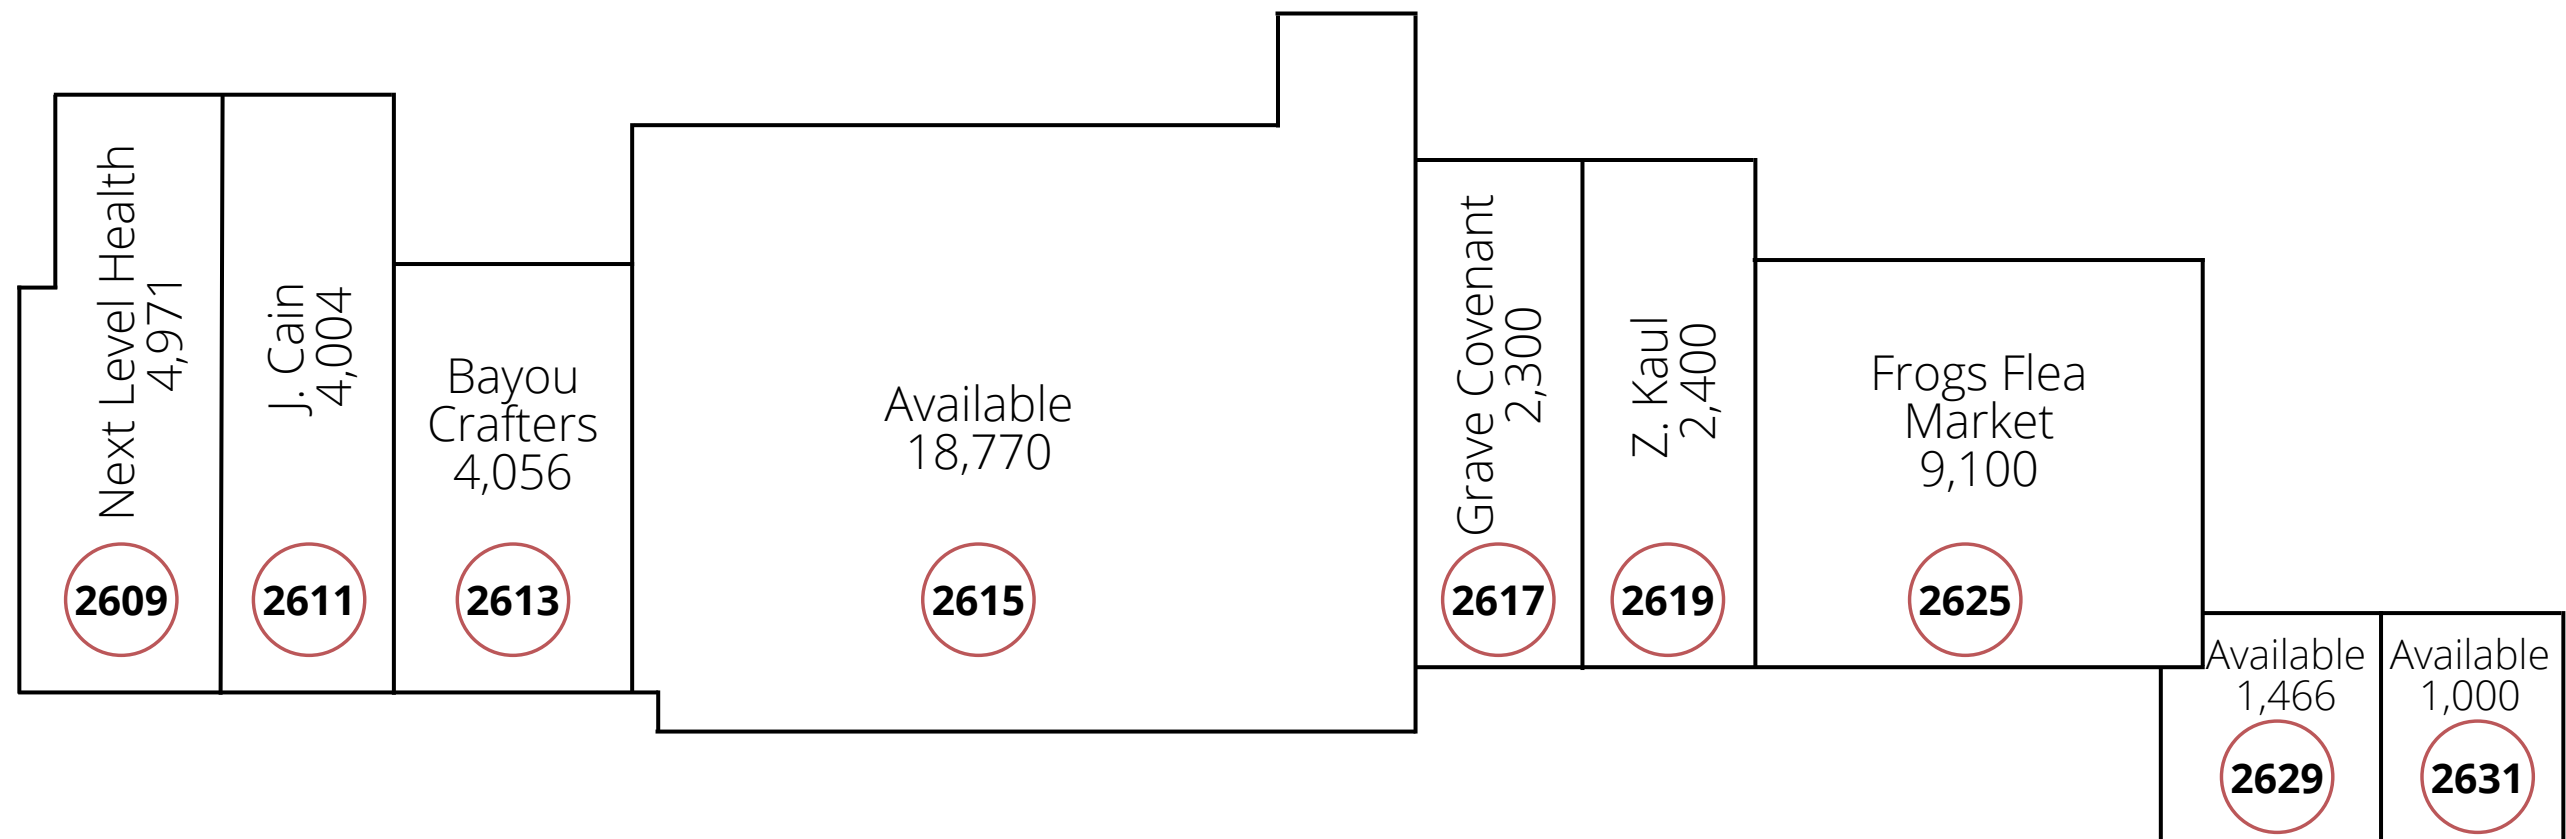 Next Level Health
4,971
2609
J. Cain
4,004
2611
Bayou
Crafters
4,056
2613
Available
18,770
2615
Grave Covenant
2,300
2617
Z. Kaul
2,400
2619
Frogs Flea
Market
9,100
2625
Available
1,466
2629
Available
1,000
2631